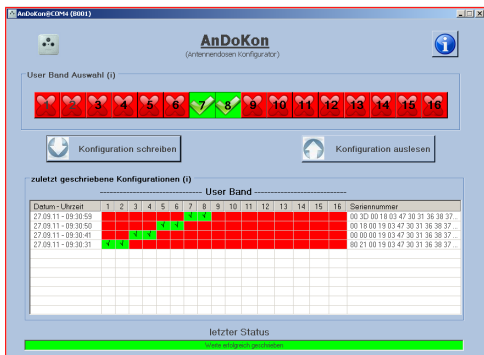 AnDoKon@COM4 (B001)
AnDoKon
(Antennendosen Konfigurator)
User Band Auswahl (i)
1 2 3 4 5 6 7 8 9 10 11 12 13 14 15 16
Konfiguration schreiben
Konfiguration auslesen
zuletzt geschriebene Konfigurationen (i)
User Band
Datum - Uhrzeit 1 2 3 4 5 6 7 8 9 10 11 12 13 14 15 16 Seriennummer
27.09.11 - 09:30:59 00 3D 00 18 03 47 30 31 36 38 37...
27.09.11 - 09:30:50 00 18 00 19 03 47 30 31 36 38 37...
27.09.11 - 09:30:41 00 00 00 19 03 47 30 31 36 38 37...
27.09.11 - 09:30:31 80 21 00 19 03 47 30 31 36 38 37...
letzter Status
Werte erfolgreich geschrieben